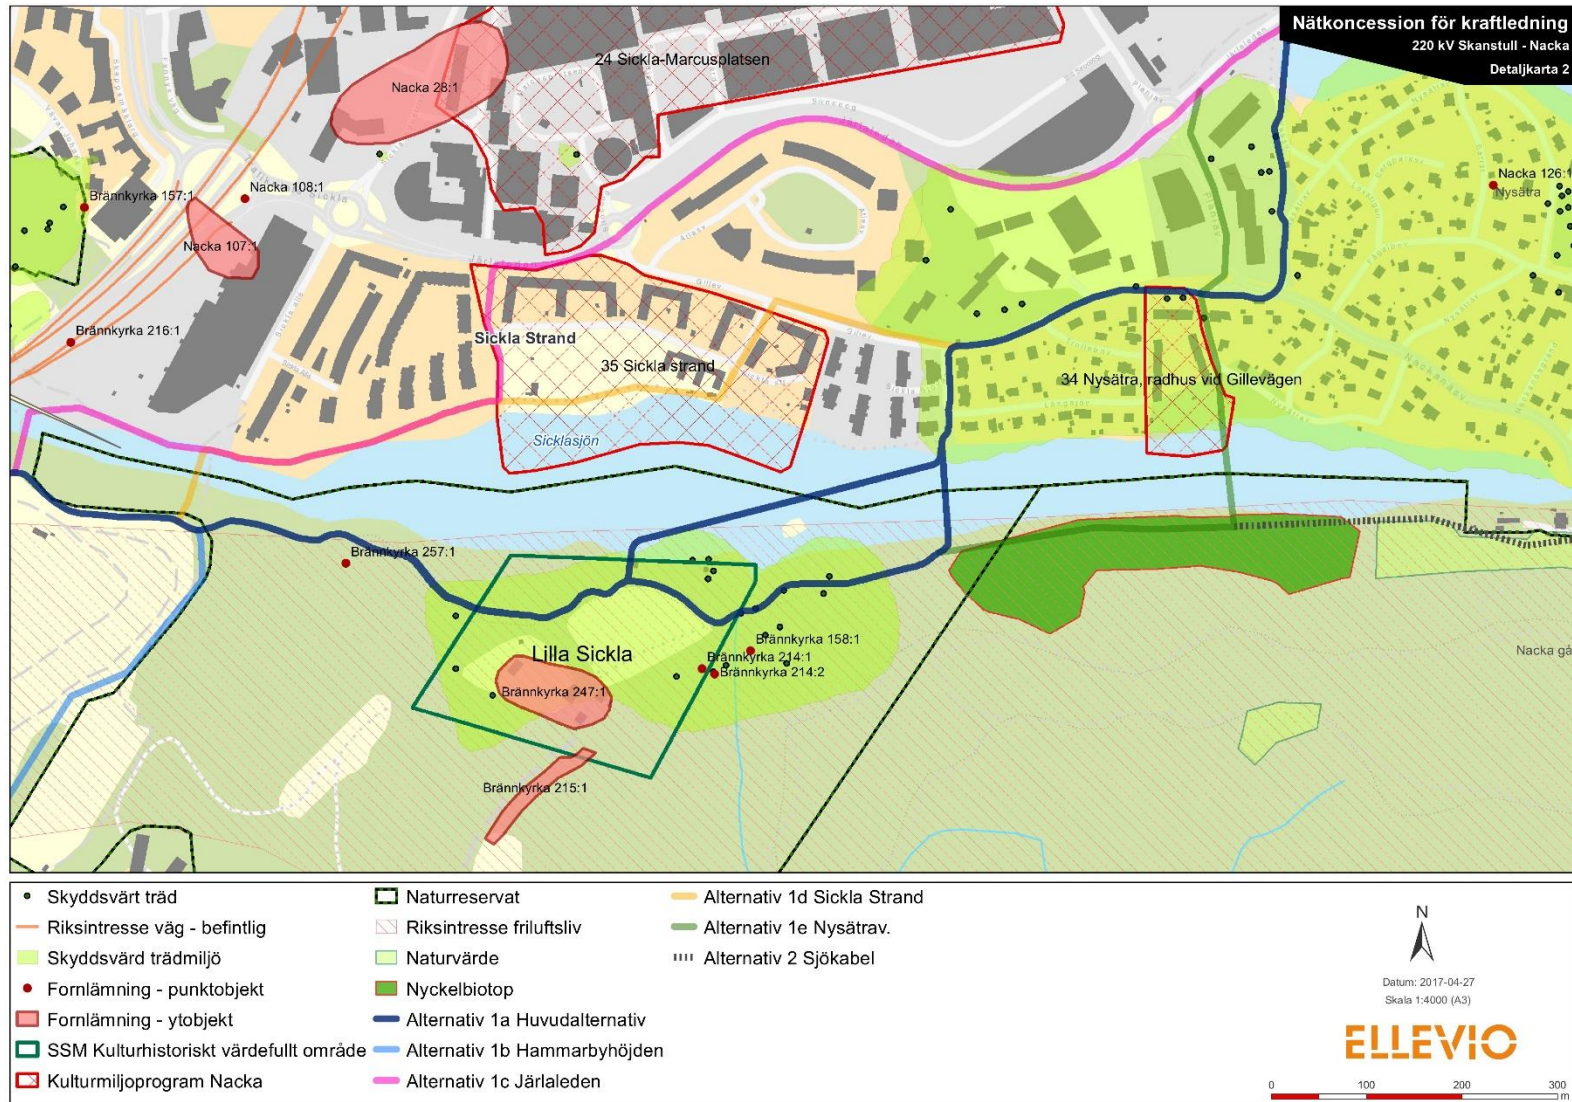 Nätkoncession för kraftledning
220 kV Skanstull - Nacka
Detaljkarta 2
24 Sickla-Marcusplatsen
Nacka 28:1
Brännkyrka 157:1
Nacka 108:1
Nacka 107:1
Nacka 126:1
Nysätra
Järlaleden
Brännkyrka 216:1
Sickla Strand
35 Sickla strand
34 Nysätra, radhus vid Gillevägen
Sicklasjön
Brännkyrka 257:1
Lilla Sickla
Brännkyrka 158:1
Brännkyrka 214:1
Brännkyrka 214:2
Brännkyrka 247:1
Nacka gå
Brännkyrka 215:1
Skyddsvärt träd
Riksintresse väg - befintlig
Skyddsvärd trädmiljö
Fornlämning - punktobjekt
Fornlämning - ytobjekt
SSM Kulturhistoriskt värdefullt område
Kulturmiljoprogram Nacka
Naturreservat
Riksintresse friluftsliv
Naturvärde
Nyckelbiotop
Alternativ 1a Huvudalternativ
Alternativ 1b Hammarbyhöjden
Alternativ 1c Järlaleden
Alternativ 1d Sickla Strand
Alternativ 1e Nysätrav.
Alternativ 2 Sjökabel
N
Datum: 2017-04-27
Skala 1:4000 (A3)
ELLEVIO
0 100 200 300
m